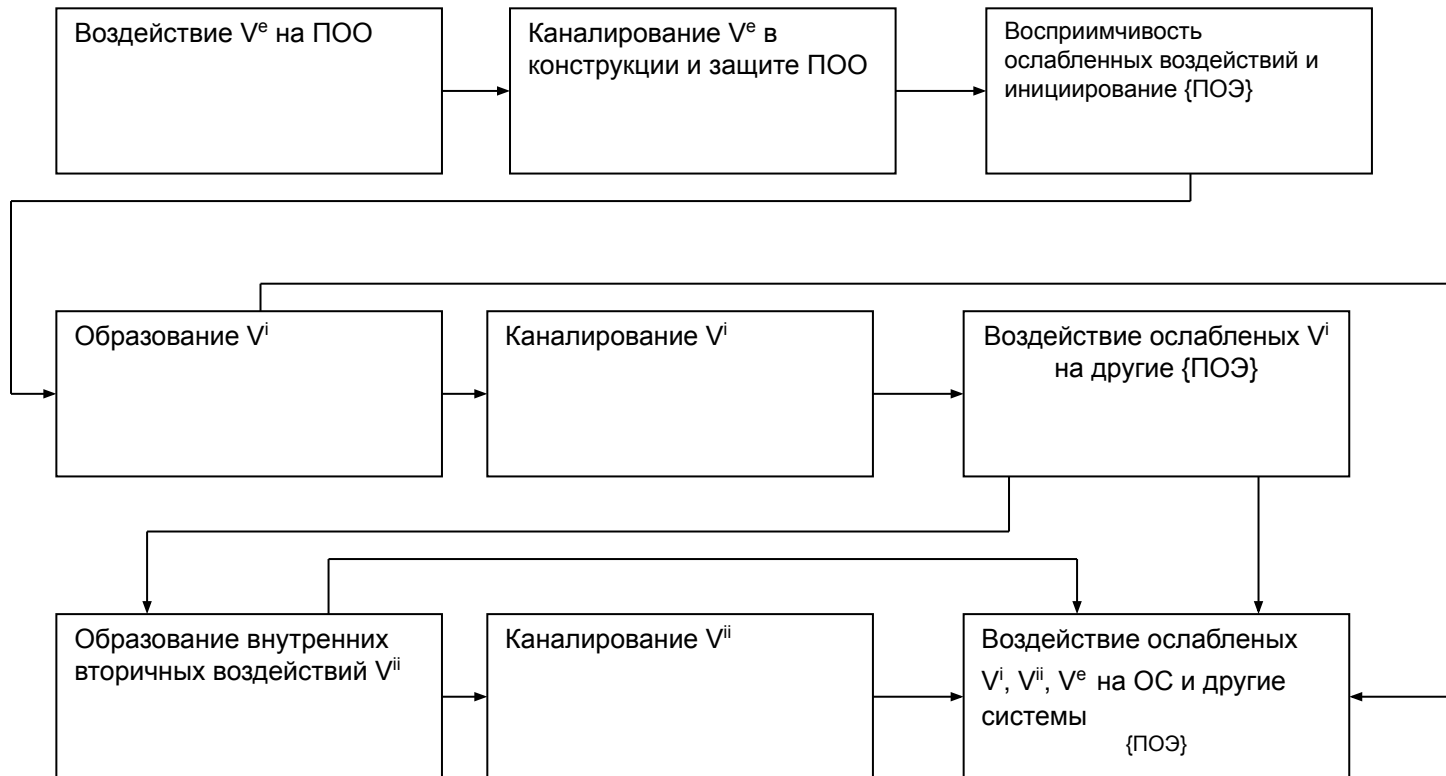 Воздействие Vᵉ на ПОО
Каналирование Vᵉ в
конструкции и защите ПОО
Восприимчивость
ослабленных воздействий и
инициирование {ПОЭ}
Образование Vⁱ
Каналирование Vⁱ
Воздействие ослабленых Vⁱ
на другие {ПОЭ}
Образование внутренних
вторичных воздействий Vⁱⁱ
Каналирование Vⁱⁱ
Воздействие ослабленых
Vⁱ, Vⁱⁱ, Vᵉ на ОС и другие
системы
{ПОЭ}